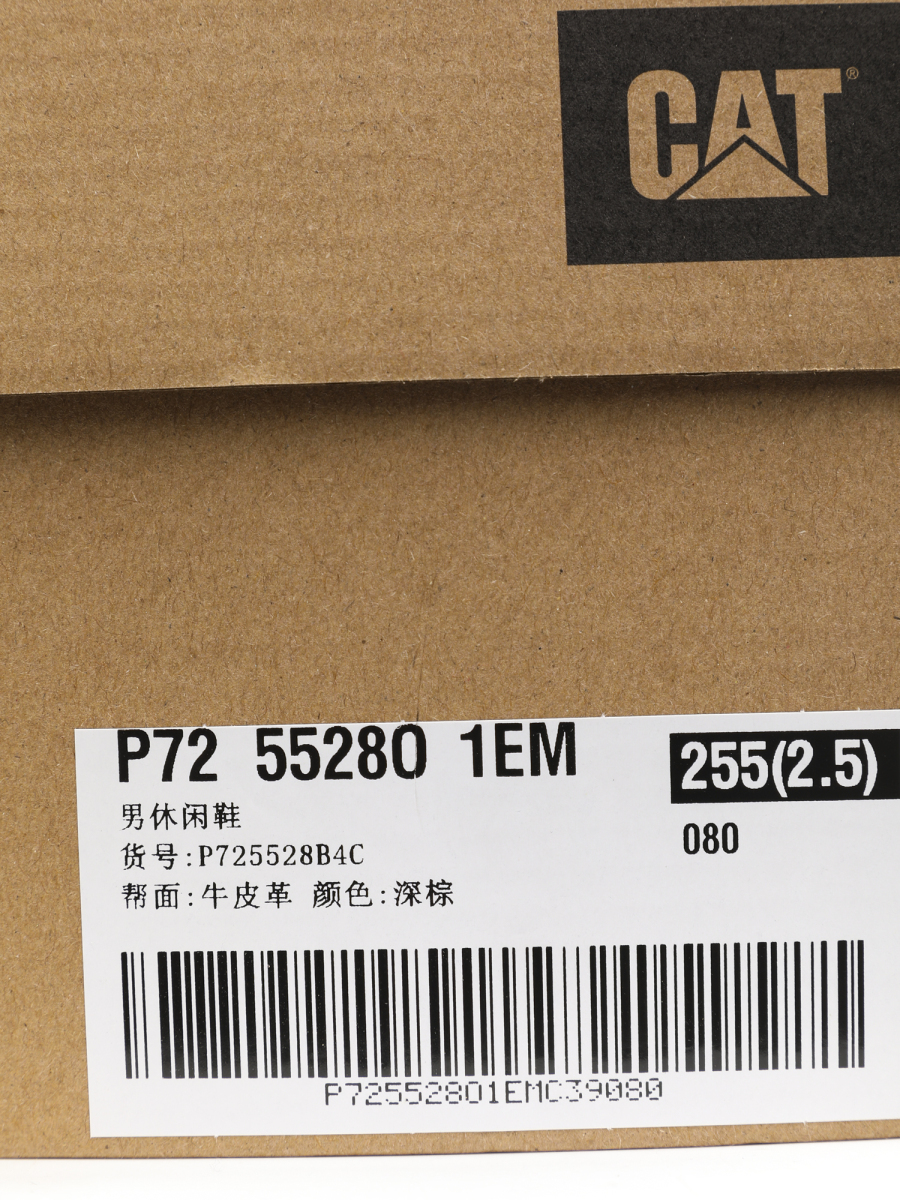 CAT®
P72 55280 1EM
255(2.5)
080
男休闲鞋
货号:P725528B4C
帮面:牛皮革 颜色:深棕
P72552801EMC39080